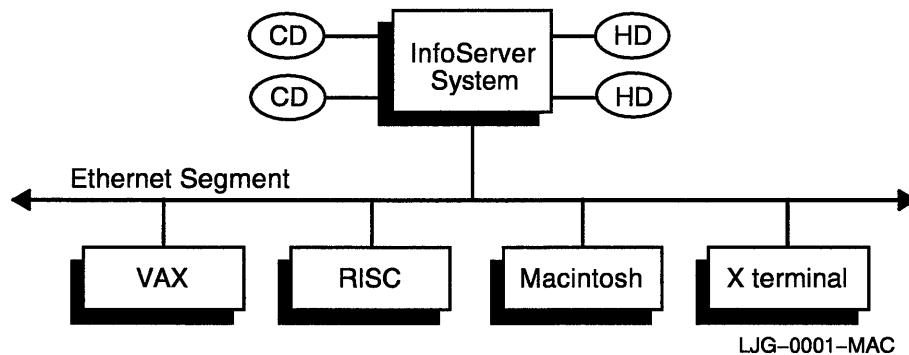 CD
InfoServer
System
HD
CD
HD
Ethernet Segment
VAX
RISC
Macintosh
X terminal
LJG–0001–MAC